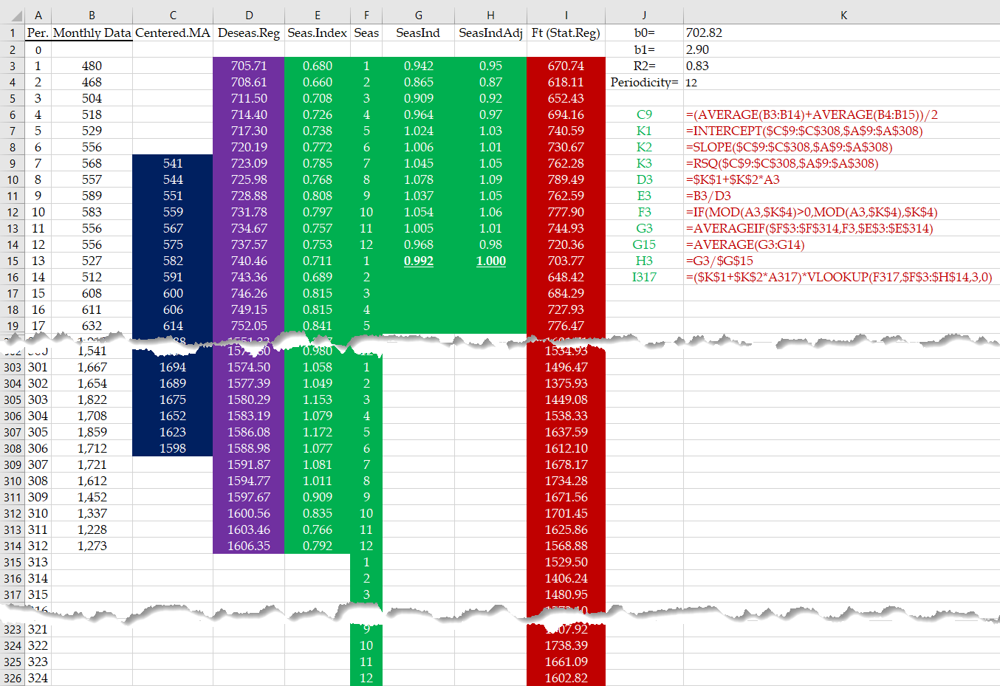 A B C D E F G H I J K
1 Per. Monthly Data Centered.MA Deseas.Reg Seas.Index Seas SeasInd SeasIndAdj Ft (Stat.Reg) b0= 702.82
2 0 b1= 2.90
3 1 480 705.71 0.680 1 0.942 0.95 670.74 R2= 0.83
4 2 468 708.61 0.660 2 0.865 0.87 618.11 Periodicity= 12
5 3 504 711.50 0.708 3 0.909 0.92 652.43
6 4 518 714.40 0.726 4 0.964 0.97 694.16 C9 =(AVERAGE(B3:B14)+AVERAGE(B4:B15))/2
7 5 529 717.30 0.738 5 1.024 1.03 740.59 K1 =INTERCEPT($C$9:$C$308,$A$9:$A$308)
8 6 556 720.19 0.772 6 1.006 1.01 730.67 K2 =SLOPE($C$9:$C$308,$A$9:$A$308)
9 7 568 541 723.09 0.785 7 1.045 1.05 762.28 K3 =RSQ($C$9:$C$308,$A$9:$A$308)
10 8 557 544 725.98 0.768 8 1.078 1.09 789.49 D3 =$K$1+$K$2*A3
11 9 589 551 728.88 0.808 9 1.037 1.05 762.59 E3 =B3/D3
12 10 583 559 731.78 0.797 10 1.054 1.06 777.90 F3 =IF(MOD(A3,$K$4)>0,MOD(A3,$K$4),$K$4)
13 11 556 567 734.67 0.757 11 1.005 1.01 744.93 G3 =AVERAGEIF($F$3:$F$314,F3,$E$3:$E$314)
14 12 556 575 737.57 0.753 12 0.968 0.98 720.36 G15 =AVERAGE(G3:G14)
15 13 527 582 740.46 0.711 1 0.992 1.000 703.77 H3 =G3/$G$15
16 14 512 591 743.36 0.689 2 648.42 I317 =($K$1+$K$2*A317)*VLOOKUP(F317,$F$3:$H$14,3,0)
17 15 608 600 746.26 0.815 3 684.29
18 16 611 606 749.15 0.815 4 727.93
19 17 632 614 752.05 0.841 5 776.47
1,541 0.980 1534.93
303 301 1,667 1694 1574.50 1.058 1 1496.47
304 302 1,654 1689 1577.39 1.049 2 1375.93
305 303 1,822 1675 1580.29 1.153 3 1449.08
306 304 1,708 1652 1583.19 1.079 4 1538.33
307 305 1,859 1623 1586.08 1.172 5 1637.59
308 306 1,712 1598 1588.98 1.077 6 1612.10
309 307 1,721 1591.87 1.081 7 1678.17
310 308 1,612 1594.77 1.011 8 1734.28
311 309 1,452 1597.67 0.909 9 1671.56
312 310 1,337 1600.56 0.835 10 1701.45
313 311 1,228 1603.46 0.766 11 1625.86
314 312 1,273 1606.35 0.792 12 1568.88
315 313 1 1529.50
316 314 2 1406.24
317 315 3 1480.95
323 321 9
324 322 10 1738.39
325 323 11 1661.09
326 324 12 1602.82